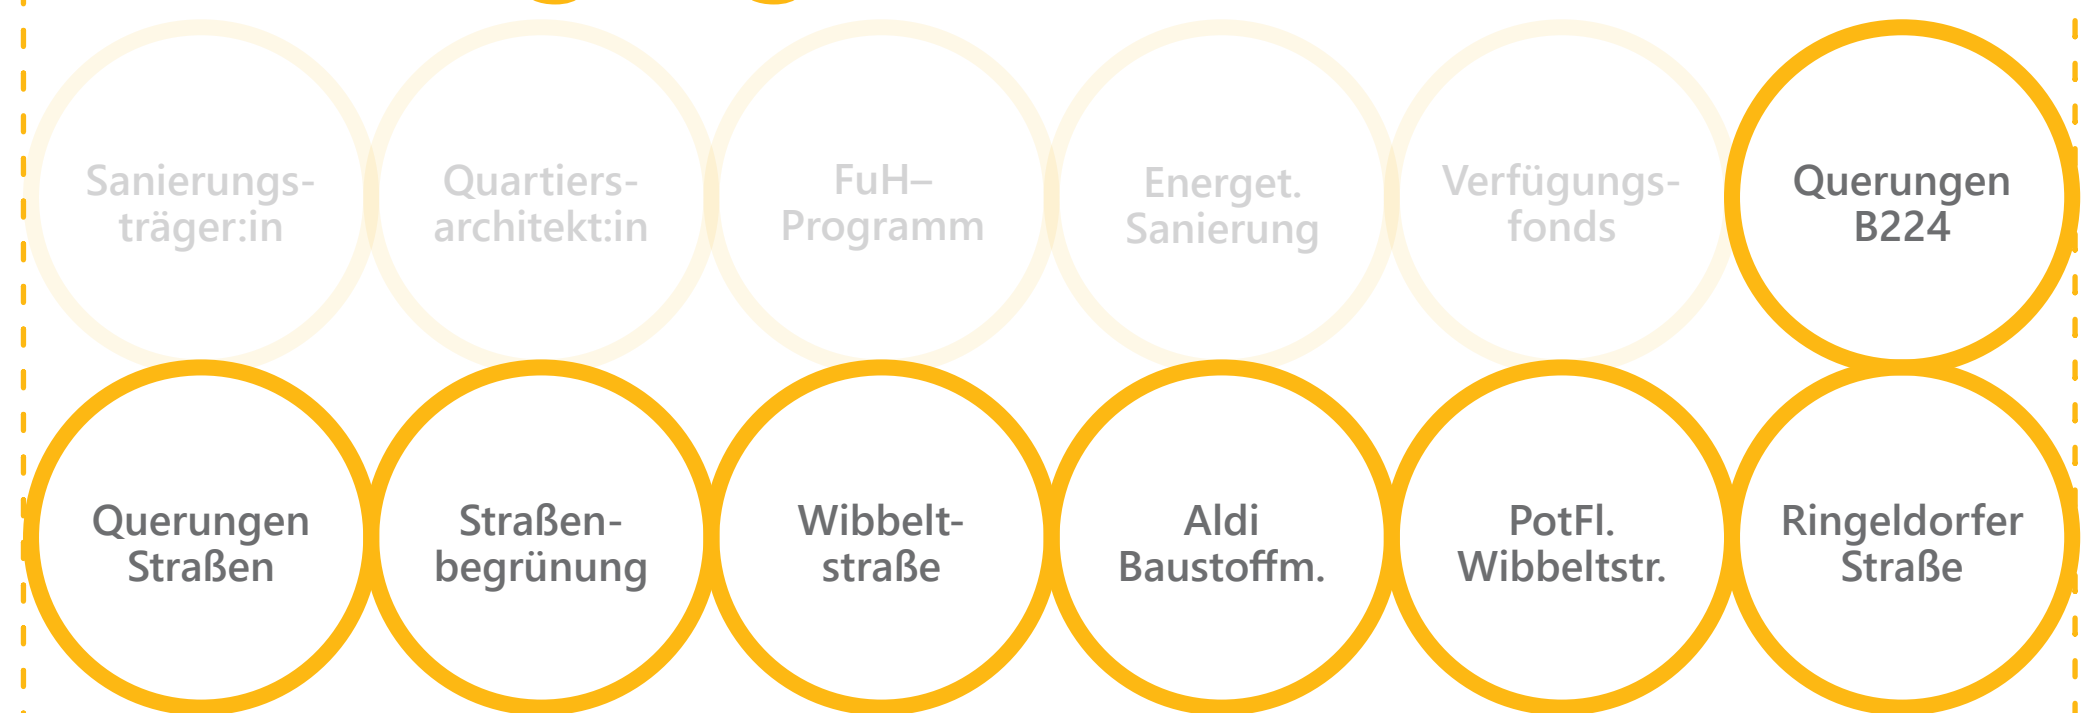 Sanierungs-
träger:in
Quartiers-
architekt:in
FuH–
Programm
Energet.
Sanierung
Verfügungs-
fonds
Querungen
B224
Querungen
Straßen
Straßen-
begrünung
Wibbelt-
straße
Aldi
Baustoffm.
PotFl.
Wibbeltstr.
Ringeldorfer
Straße